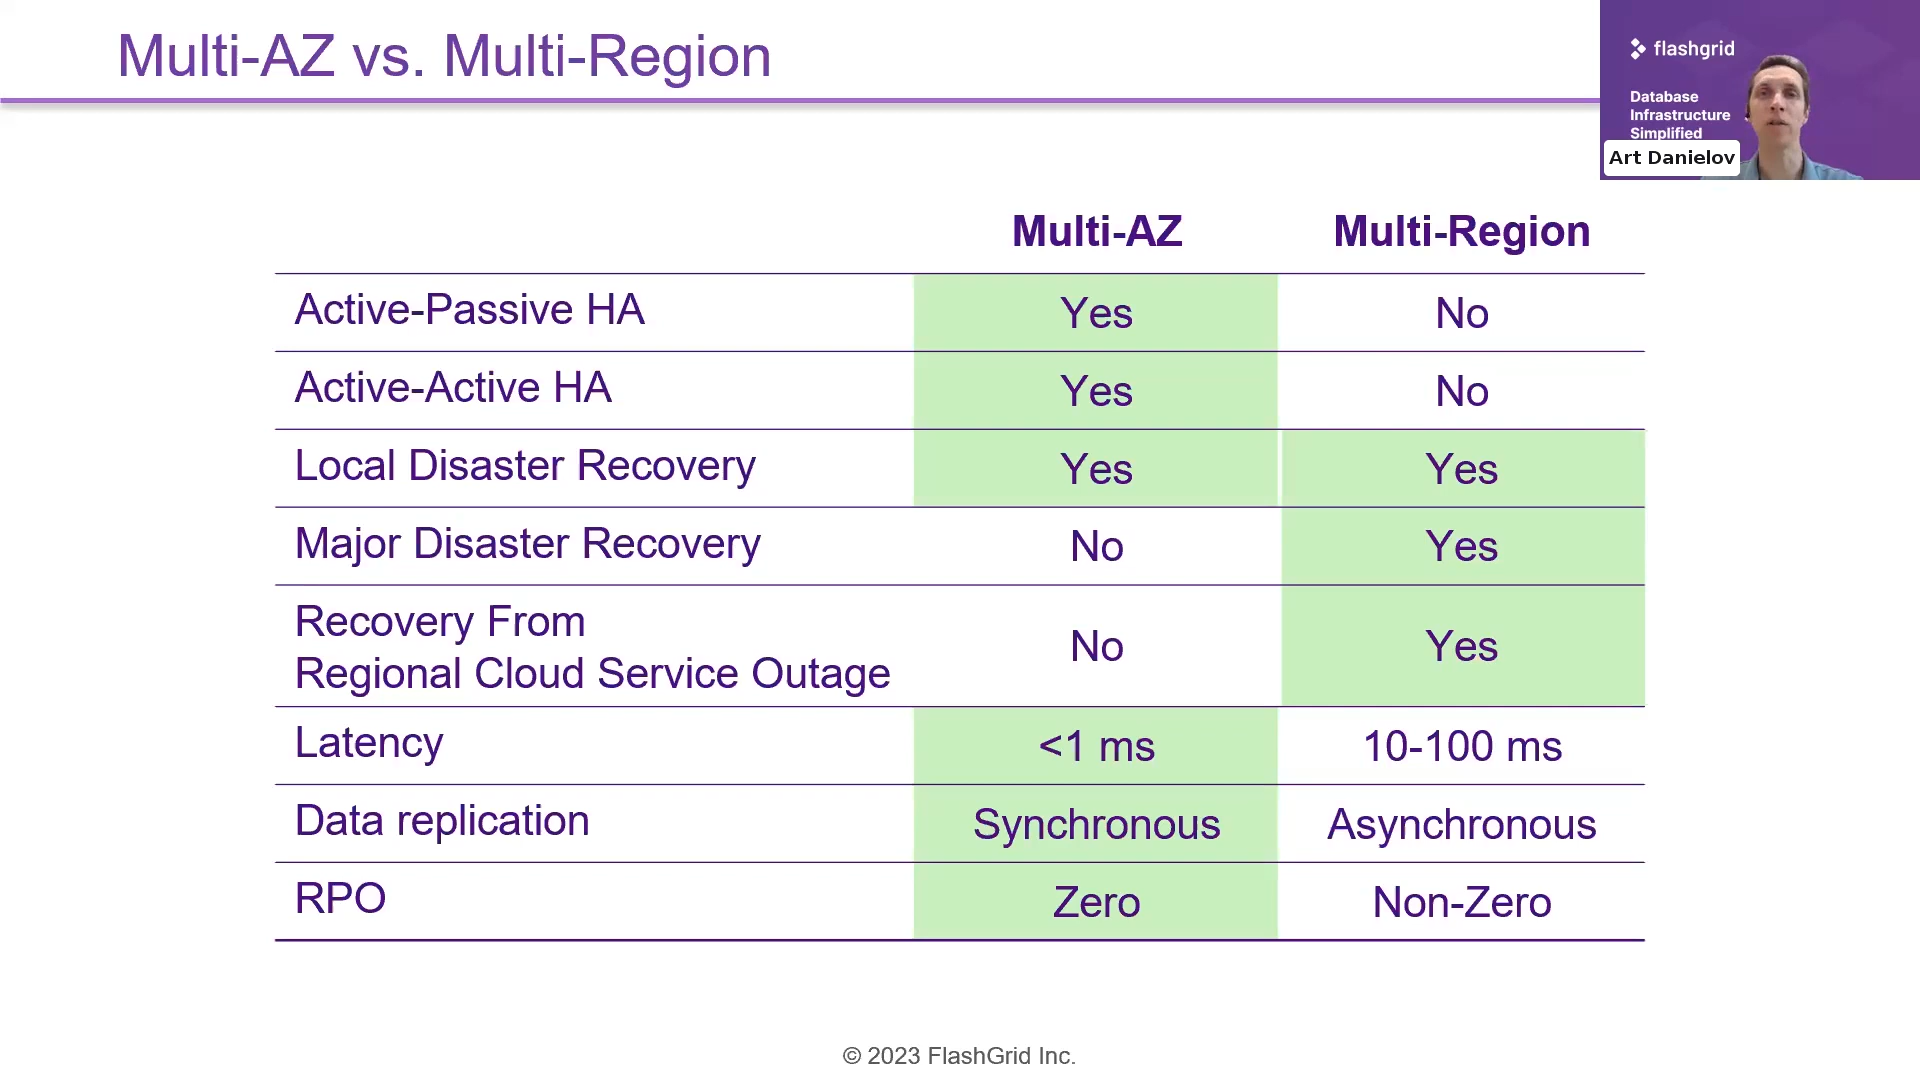 Multi-AZ vs. Multi-Region
flashgrid
Database
Infrastructure
Simplified
Art Danielov
Multi-AZ Multi-Region
Active-Passive HA Yes No
Active-Active HA Yes No
Local Disaster Recovery Yes Yes
Major Disaster Recovery No Yes
Recovery From
Regional Cloud Service Outage No Yes
Latency <1 ms 10-100 ms
Data replication Synchronous Asynchronous
RPO Zero Non-Zero
© 2023 FlashGrid Inc.